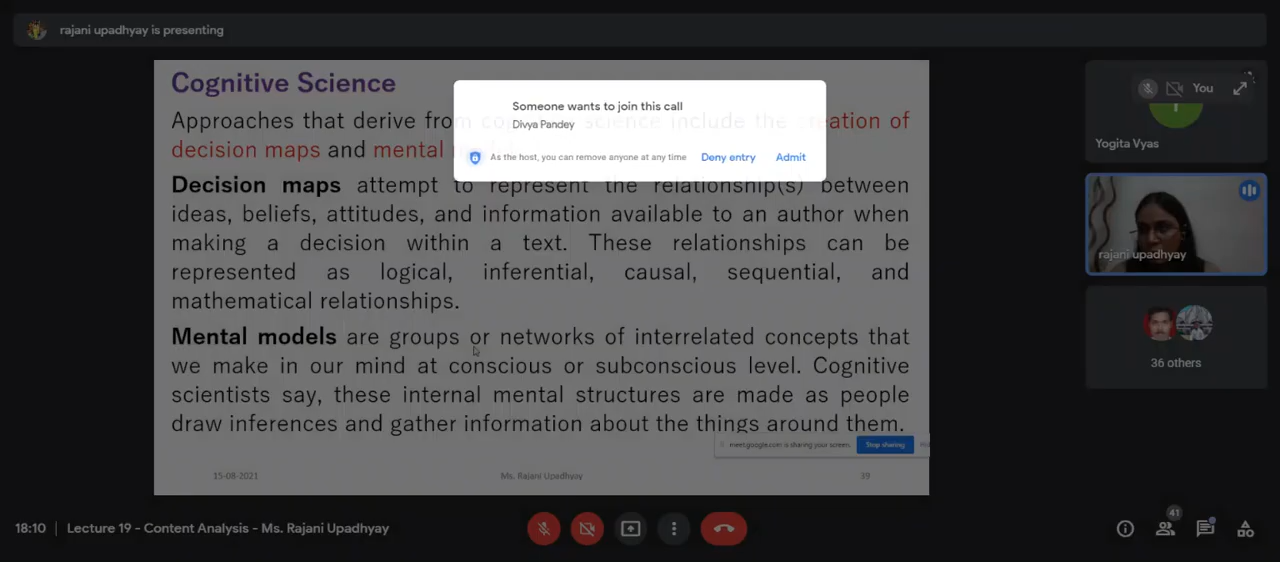 rajani upadhyay is presenting
Cognitive Science
Approaches that derive from science include the creation of
decision maps and mental
Someone wants to join this call
Divya Pandey
As the host, you can remove anyone at any time Deny entry Admit
Decision maps attempt to represent the relationship(s) between
ideas, beliefs, attitudes, and information available to an author when
making a decision within a text. These relationships can be
represented as logical, inferential, causal, sequential, and
mathematical relationships.
Mental models are groups or networks of interrelated concepts that
we make in our mind at conscious or subconscious level. Cognitive
scientists say, these internal mental structures are made as people
draw inferences and gather information about the things around them.
meet.google.com is sharing your screen. Stop sharing
15-08-2021 Ms. Rajani Upadhyay 39
You
Yogita Vyas
rajani upadhyay
36 others
18:10 | Lecture 19 - Content Analysis - Ms. Rajani Upadhyay
41